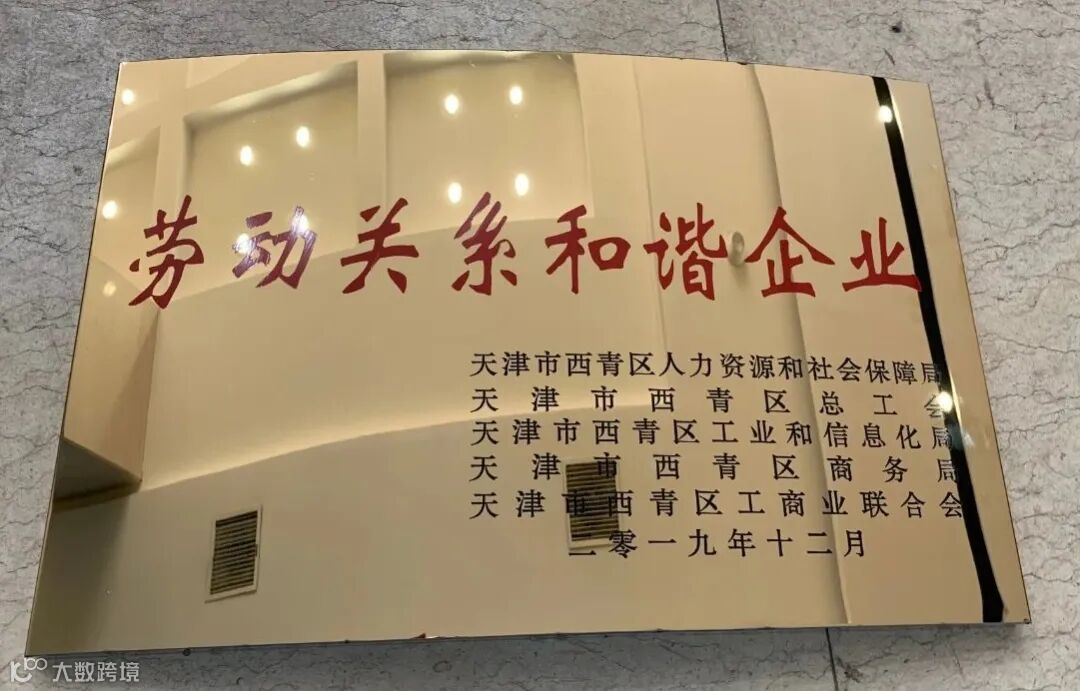 劳动关系和谐企业
天津市西青区人力资源和社会保障局
天津市西青区总工会
天津市西青区工业和信息化局
天津市西青区商务局
天津市西青区工商业联合会
二零一九年十二月
大数跨境